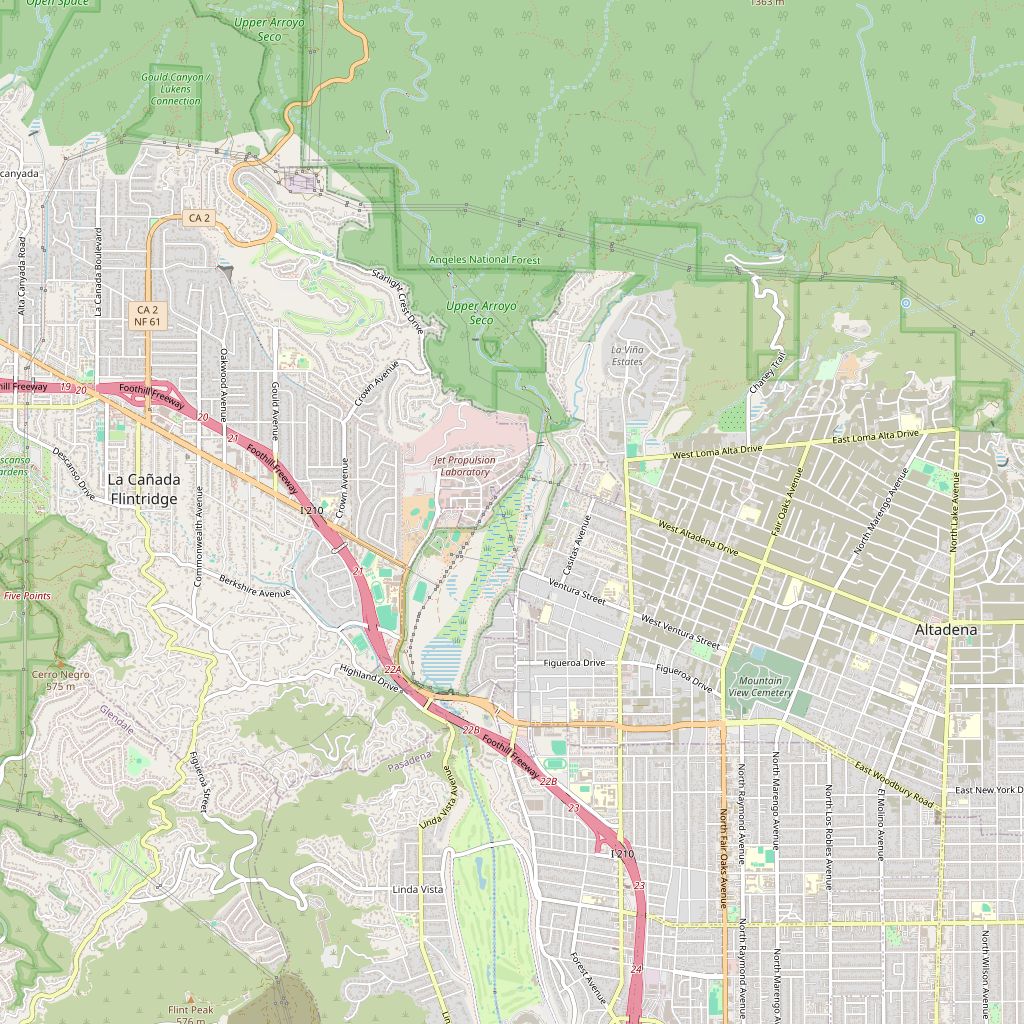 Open Space
Upper Arroyo
Seco
1363 m
Gould Canyon /
Lukens
Connection
canyada
CA 2
La Canada Boulevard
Alta Canyada Road
Angeles National Forest
Starlight Crest Drive
CA 2
NF 61
Upper Arroyo
Seco
La Viña
Estates
Oakwood Avenue
Gould Avenue
Crown Avenue
Chaney Trail
hill Freeway
19
20
Foothill Freeway
20
21
Foothill Freeway
West Loma Alta Drive
East Loma Alta Drive
Descanso Drive
Descanso
Gardens
Jet Propulsion
Laboratory
La Cañada
Flintridge
Crown Avenue
Commonwealth Avenue
I 210
Fair Oaks Avenue
North Marengo Avenue
North Lake Avenue
West Altadena Drive
Casitas Avenue
21
Berkshire Avenue
Five Points
Ventura Street
West Ventura Street
Altadena
Cerro Negro
575 m
22A
Highland Drive
Figueroa Drive
Figueroa Drive
Mountain
View Cemetery
Glendale
Pasadena
22B
Foothill Freeway
22B
Figueroa Street
Linda Vista Avenue
East Woodbury Road
East New York D
23
North Fair Oaks Avenue
North Raymond Avenue
North Marengo Avenue
North Los Robles Avenue
El Molino Avenue
I 210
23
Linda Vista
Forest Avenue
24
North Raymond Avenue
North Marengo Avenue
North Wilson Avenue
Flint Peak
576 m
Lin